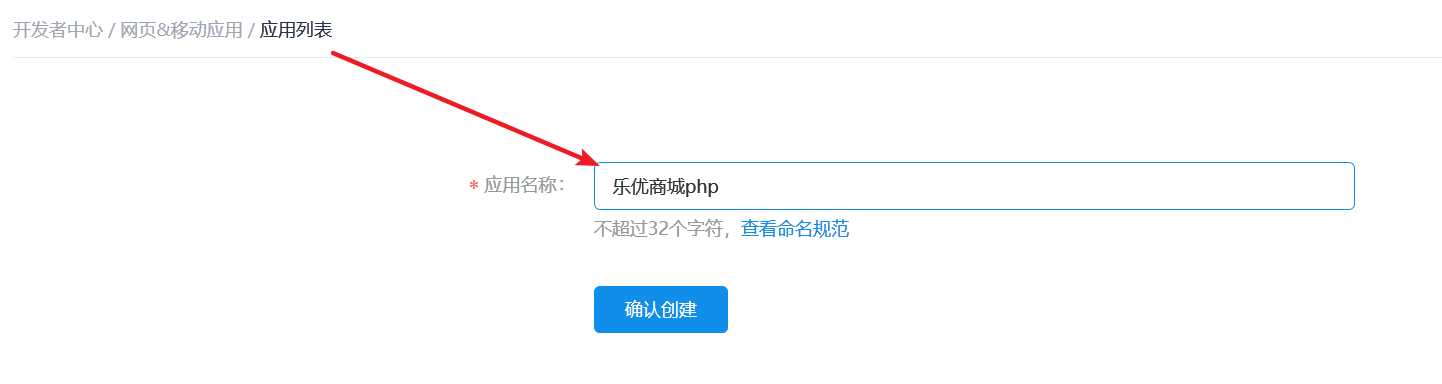 开发者中心 / 网页&移动应用 / 应用列表
* 应用名称： 乐优商城php
不超过32个字符，查看命名规范
确认创建